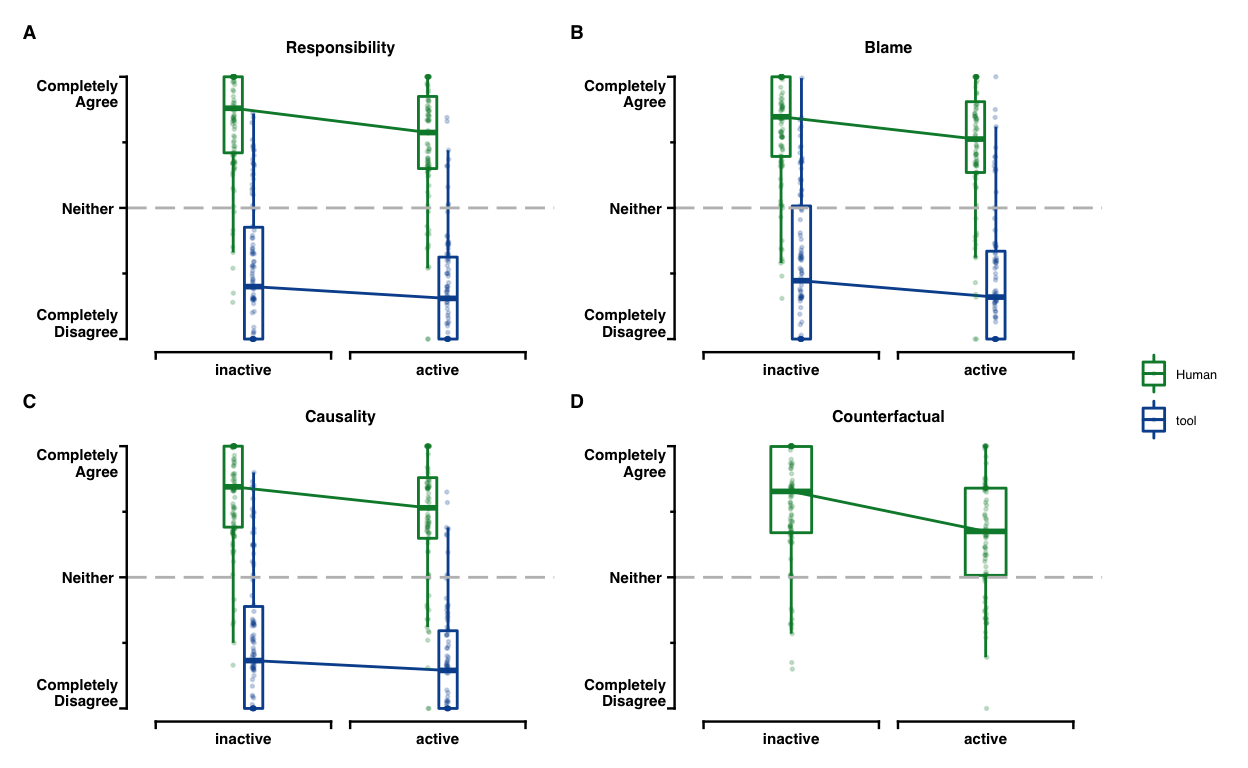 A
Responsibility
Completely
Agree
Neither
Completely
Disagree
inactive
active
B
Blame
Completely
Agree
Neither
Completely
Disagree
inactive
active
Human
tool
C
Causality
Completely
Agree
Neither
Completely
Disagree
inactive
active
D
Counterfactual
Completely
Agree
Neither
Completely
Disagree
inactive
active